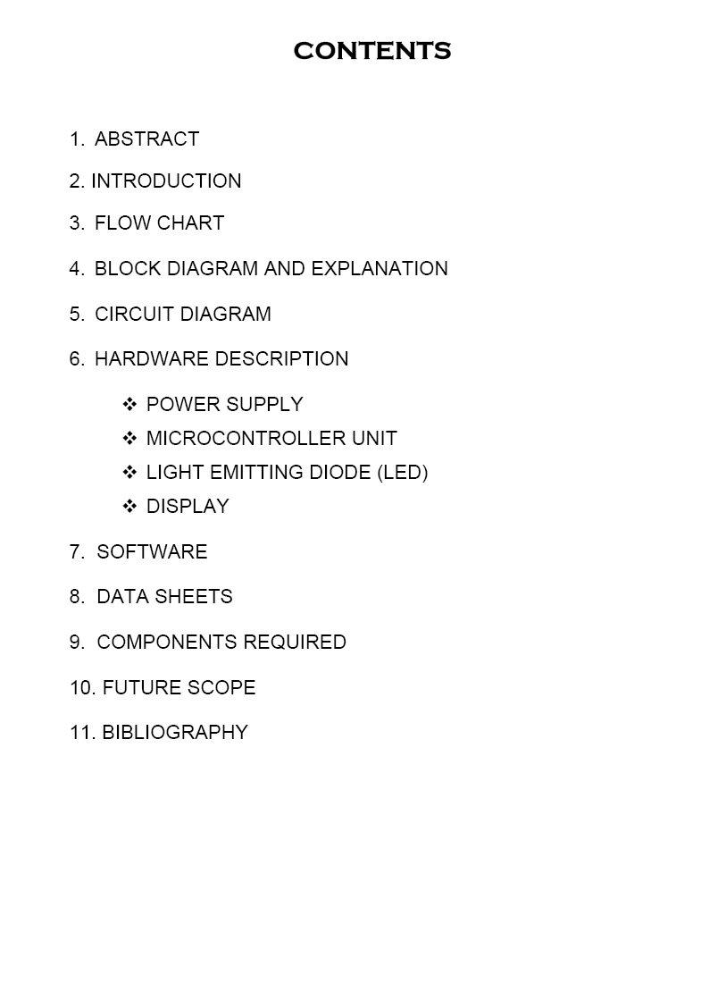 CONTENTS
1. ABSTRACT
2. INTRODUCTION
3. FLOW CHART
4. BLOCK DIAGRAM AND EXPLANATION
5. CIRCUIT DIAGRAM
6. HARDWARE DESCRIPTION
❖ POWER SUPPLY
❖ MICROCONTROLLER UNIT
❖ LIGHT EMITTING DIODE (LED)
❖ DISPLAY
7. SOFTWARE
8. DATA SHEETS
9. COMPONENTS REQUIRED
10. FUTURE SCOPE
11. BIBLIOGRAPHY